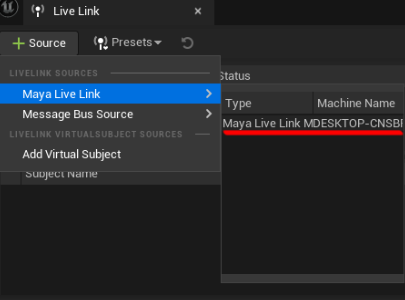 Live Link
Source
Presets
LIVELINK SOURCES
Status
Maya Live Link
Type
Machine Name
Message Bus Source
Maya Live Link M
DESKTOP-CNSB
LIVELINK VIRTUALSUBJECT SOURCES
Add Virtual Subject
Subject Name